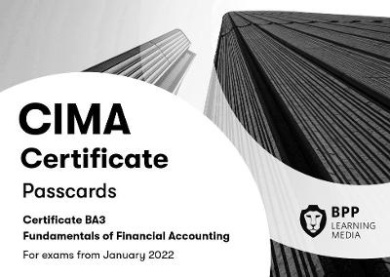 CIMA
Certificate
Passcards
Certificate BA3
Fundamentals of Financial Accounting
For exams from January 2022
BPP
LEARNING
MEDIA